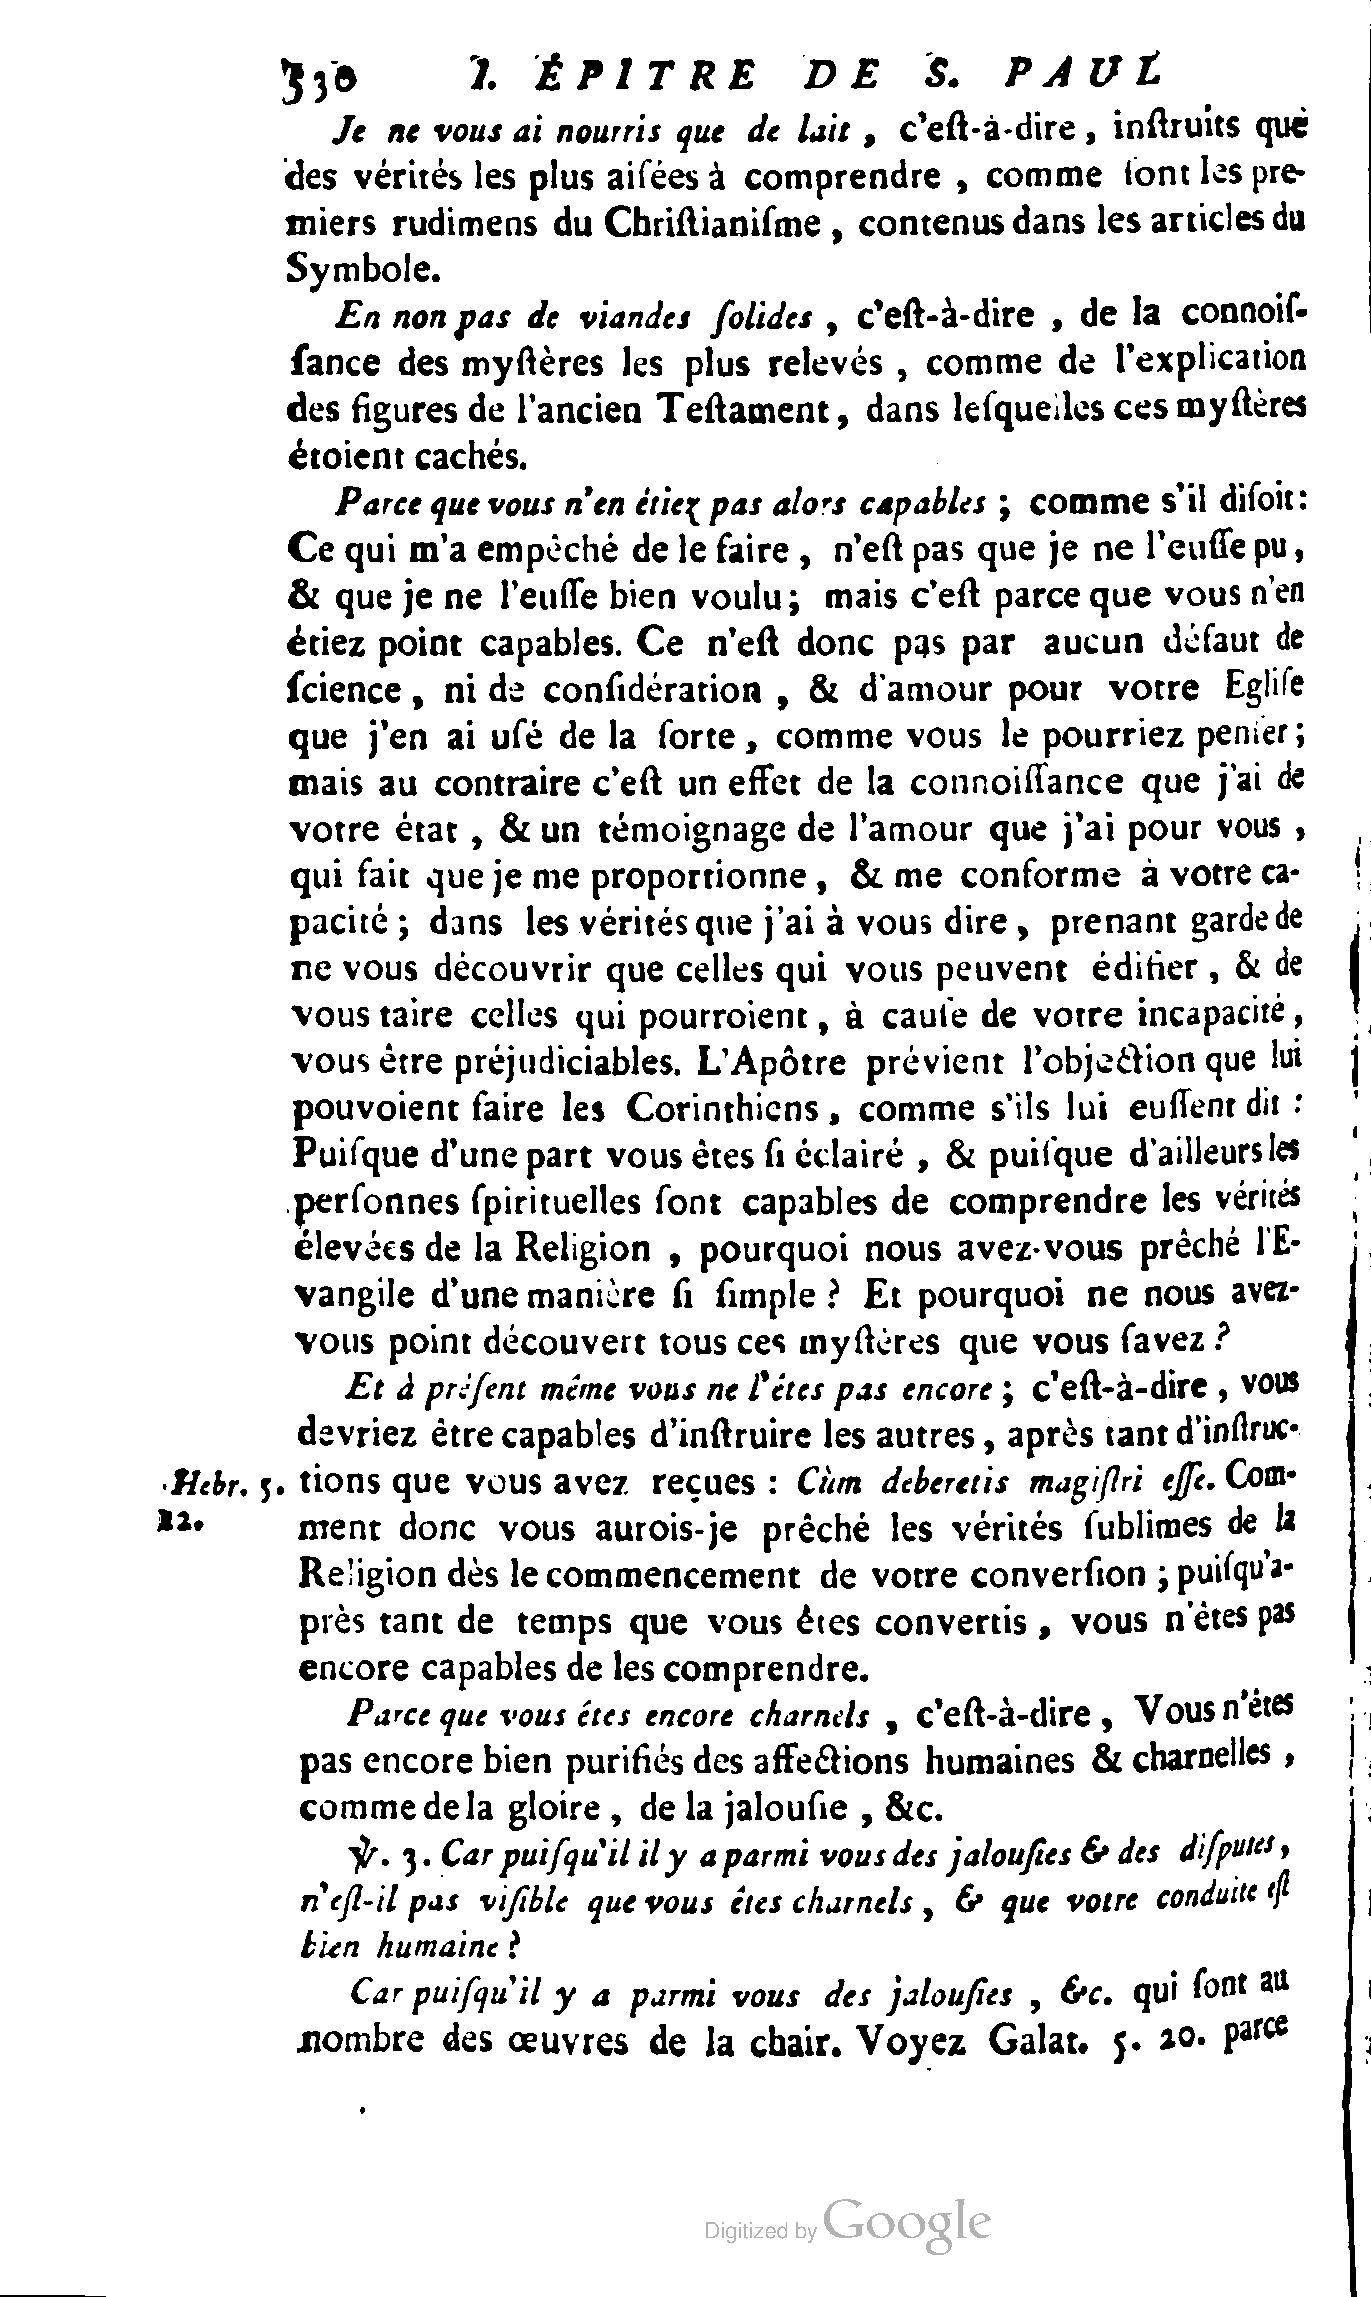 330 I. ÉPITRE DE S. PAUL
Je ne vous ai nourris que de lait, c'eſt-à-dire, inſtruits que
des vérités les plus aiſées à comprendre, comme ſont les pre-
miers rudimens du Chriſtianiſme, contenus dans les articles du
Symbole.
En non pas de viandes ſolides, c'eſt-à-dire, de la connoiſ-
ſance des myſtères les plus relevés, comme de l'explication
des figures de l'ancien Teſtament, dans leſquelles ces myſtères
étoient cachés.
Parce que vous n'en étiez pas alors capables; comme s'il diſoit:
Ce qui m'a empêché de le faire, n'eſt pas que je ne l'euſſe pu,
& que je ne l'euſſe bien voulu; mais c'eſt parce que vous n'en
étiez point capables. Ce n'eſt donc pas par aucun défaut de
ſcience, ni de conſidération, & d'amour pour votre Egliſe
que j'en ai uſé de la ſorte, comme vous le pourriez penſer;
mais au contraire c'eſt un effet de la connoiſſance que j'ai de
votre état, & un témoignage de l'amour que j'ai pour vous,
qui fait que je me proportionne, & me conforme à votre ca-
pacité; dans les vérités que j'ai à vous dire, prenant garde de
ne vous découvrir que celles qui vous peuvent édifier, & de
vous taire celles qui pourroient, à cauſe de votre incapacité,
vous être préjudiciables. L'Apôtre prévient l'objection que lui
pouvoient faire les Corinthiens, comme s'ils lui euſſent dit :
Puiſque d'une part vous êtes ſi éclairé, & puiſque d'ailleurs les
perſonnes ſpirituelles ſont capables de comprendre les vérités
élevées de la Religion, pourquoi nous avez-vous prêché l'E-
vangile d'une manière ſi ſimple ? Et pourquoi ne nous avez-
vous point découvert tous ces myſtères que vous ſavez ?
Et à préſent même vous ne l'êtes pas encore; c'eſt-à-dire, vous
devriez être capables d'inſtruire les autres, après tant d'inſtruc-
Hebr. 5. tions que vous avez reçues : Cùm deberetis magiſtri eſſe. Com-
12. ment donc vous aurois-je prêché les vérités ſublimes de la
Religion dès le commencement de votre converſion; puiſqu'a-
près tant de temps que vous êtes convertis, vous n'êtes pas
encore capables de les comprendre.
Parce que vous êtes encore charnels, c'eſt-à-dire, Vous n'êtes
pas encore bien purifiés des affections humaines & charnelles,
comme de la gloire, de la jalouſie, &c.
℣. 3. Car puiſqu'il il y a parmi vous des jalouſies & des diſputes,
n'eſt-il pas viſible que vous êtes charnels, & que votre conduite eſt
bien humaine ?
Car puiſqu'il y a parmi vous des jalouſies, &c. qui ſont au
nombre des œuvres de la chair. Voyez Galat. 5. 20. parce
Digitized by Google